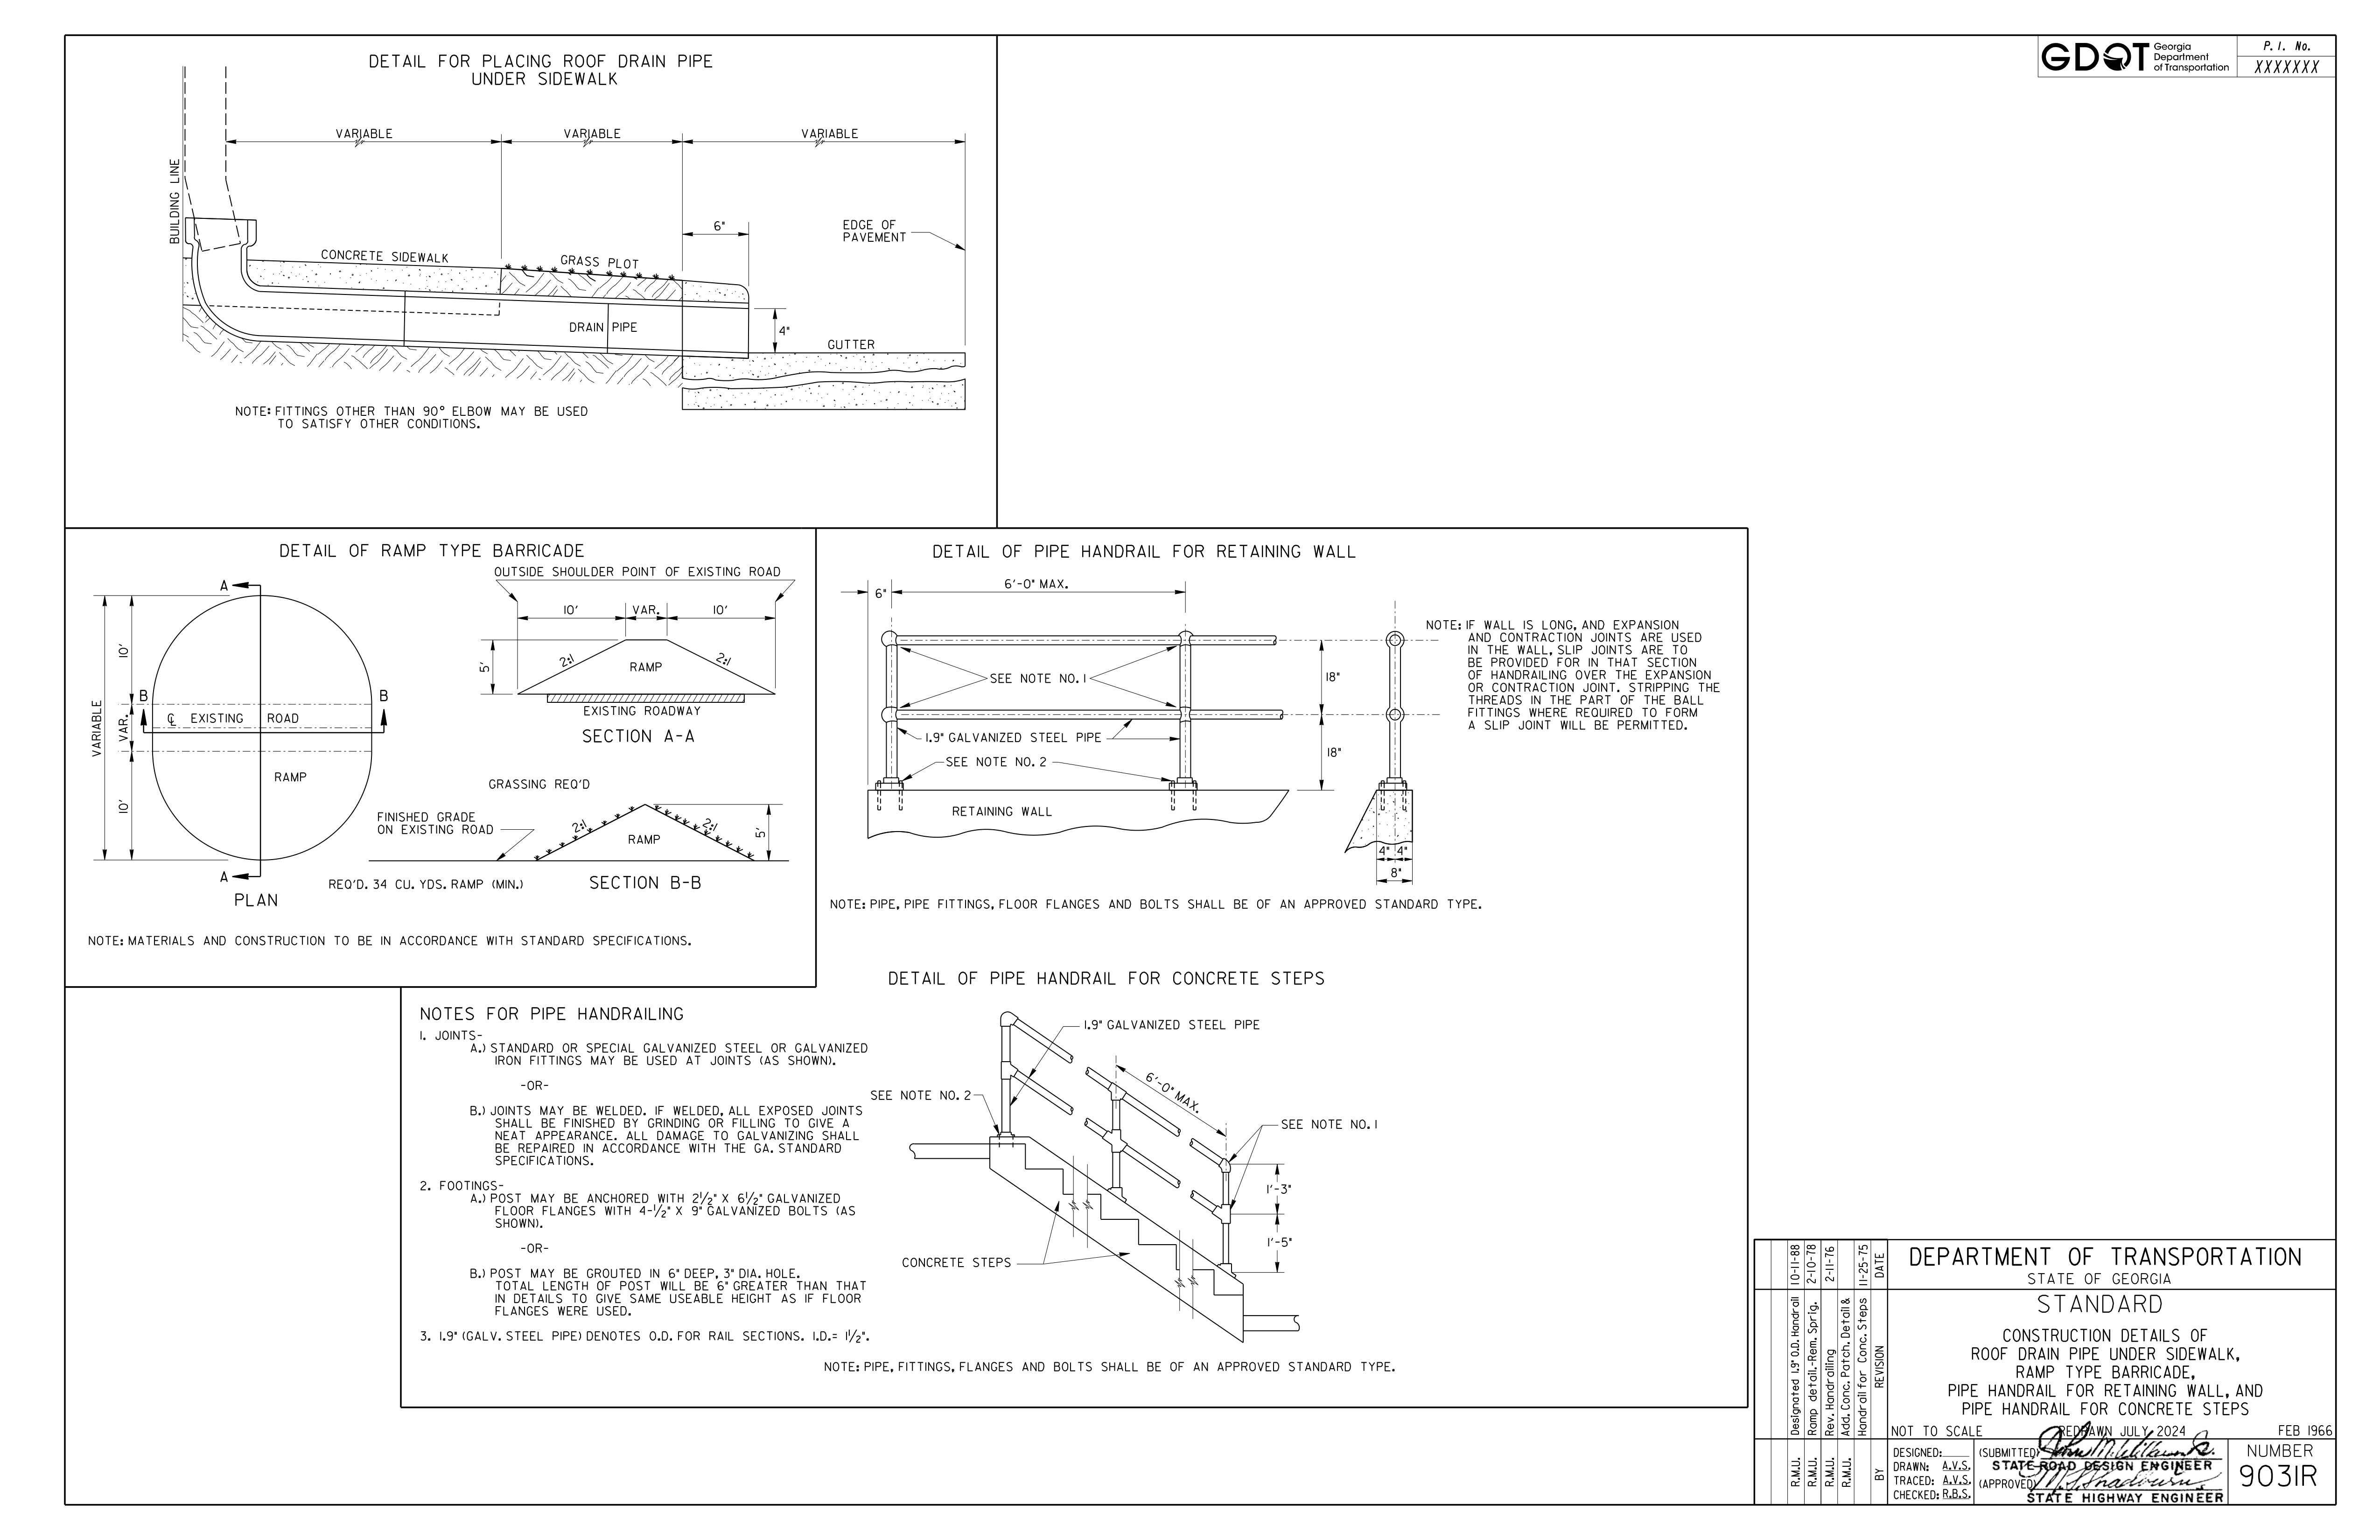 GDOT Georgia
Department
of Transportation
P. I. No.
XXXXXXX
DETAIL FOR PLACING ROOF DRAIN PIPE
UNDER SIDEWALK
VARIABLE
VARIABLE
VARIABLE
BUILDING LINE
6"
EDGE OF
PAVEMENT
CONCRETE SIDEWALK
GRASS PLOT
DRAIN PIPE
4"
GUTTER
NOTE: FITTINGS OTHER THAN 90° ELBOW MAY BE USED
TO SATISFY OTHER CONDITIONS.
DETAIL OF RAMP TYPE BARRICADE
OUTSIDE SHOULDER POINT OF EXISTING ROAD
A
10'
VAR.
10'
VARIABLE
10'
VAR.
10'
B
B
℄ EXISTING ROAD
RAMP
A
PLAN
5'
2:1
RAMP
2:1
EXISTING ROADWAY
SECTION A-A
GRASSING REQ'D
FINISHED GRADE
ON EXISTING ROAD
2:1
2:1
RAMP
5'
REQ'D. 34 CU. YDS. RAMP (MIN.)
SECTION B-B
NOTE: MATERIALS AND CONSTRUCTION TO BE IN ACCORDANCE WITH STANDARD SPECIFICATIONS.
DETAIL OF PIPE HANDRAIL FOR RETAINING WALL
6"
6'-0" MAX.
SEE NOTE NO. 1
1.9" GALVANIZED STEEL PIPE
SEE NOTE NO. 2
RETAINING WALL
18"
18"
4" 4"
8"
NOTE: IF WALL IS LONG, AND EXPANSION
AND CONTRACTION JOINTS ARE USED
IN THE WALL, SLIP JOINTS ARE TO
BE PROVIDED FOR IN THAT SECTION
OF HANDRAILING OVER THE EXPANSION
OR CONTRACTION JOINT. STRIPPING THE
THREADS IN THE PART OF THE BALL
FITTINGS WHERE REQUIRED TO FORM
A SLIP JOINT WILL BE PERMITTED.
NOTE: PIPE, PIPE FITTINGS, FLOOR FLANGES AND BOLTS SHALL BE OF AN APPROVED STANDARD TYPE.
DETAIL OF PIPE HANDRAIL FOR CONCRETE STEPS
NOTES FOR PIPE HANDRAILING
1. JOINTS-
A.) STANDARD OR SPECIAL GALVANIZED STEEL OR GALVANIZED
IRON FITTINGS MAY BE USED AT JOINTS (AS SHOWN).
-OR-
B.) JOINTS MAY BE WELDED. IF WELDED, ALL EXPOSED JOINTS
SHALL BE FINISHED BY GRINDING OR FILLING TO GIVE A
NEAT APPEARANCE. ALL DAMAGE TO GALVANIZING SHALL
BE REPAIRED IN ACCORDANCE WITH THE GA. STANDARD
SPECIFICATIONS.
2. FOOTINGS-
A.) POST MAY BE ANCHORED WITH 2 1/2" X 6 1/2" GALVANIZED
FLOOR FLANGES WITH 4-1/2" X 9" GALVANIZED BOLTS (AS
SHOWN).
-OR-
B.) POST MAY BE GROUTED IN 6" DEEP, 3" DIA. HOLE.
TOTAL LENGTH OF POST WILL BE 6" GREATER THAN THAT
IN DETAILS TO GIVE SAME USEABLE HEIGHT AS IF FLOOR
FLANGES WERE USED.
3. 1.9" (GALV. STEEL PIPE) DENOTES O.D. FOR RAIL SECTIONS. I.D.= 1 1/2".
1.9" GALVANIZED STEEL PIPE
SEE NOTE NO. 2
6'-0" MAX.
SEE NOTE NO. 1
1'-3"
1'-5"
CONCRETE STEPS
NOTE: PIPE, FITTINGS, FLANGES AND BOLTS SHALL BE OF AN APPROVED STANDARD TYPE.
R.M.U. Designated 1.9" O.D. Handrail 10-11-88
R.M.U. Ramp detail.-Rem. Sprig. 2-10-78
R.M.U. Rev. Handrailing 2-11-76
R.M.U. Add. Conc. Patch. Detail &
Handrail for Conc. Steps 11-25-75
BY REVISION DATE
DEPARTMENT OF TRANSPORTATION
STATE OF GEORGIA
STANDARD
CONSTRUCTION DETAILS OF
ROOF DRAIN PIPE UNDER SIDEWALK,
RAMP TYPE BARRICADE,
PIPE HANDRAIL FOR RETAINING WALL, AND
PIPE HANDRAIL FOR CONCRETE STEPS
NOT TO SCALE REDRAWN JULY, 2024 FEB 1966
DESIGNED:
DRAWN: A.V.S.
TRACED: A.V.S.
CHECKED: R.B.S.
(SUBMITTED)
STATE ROAD DESIGN ENGINEER
(APPROVED)
STATE HIGHWAY ENGINEER
NUMBER
9031R